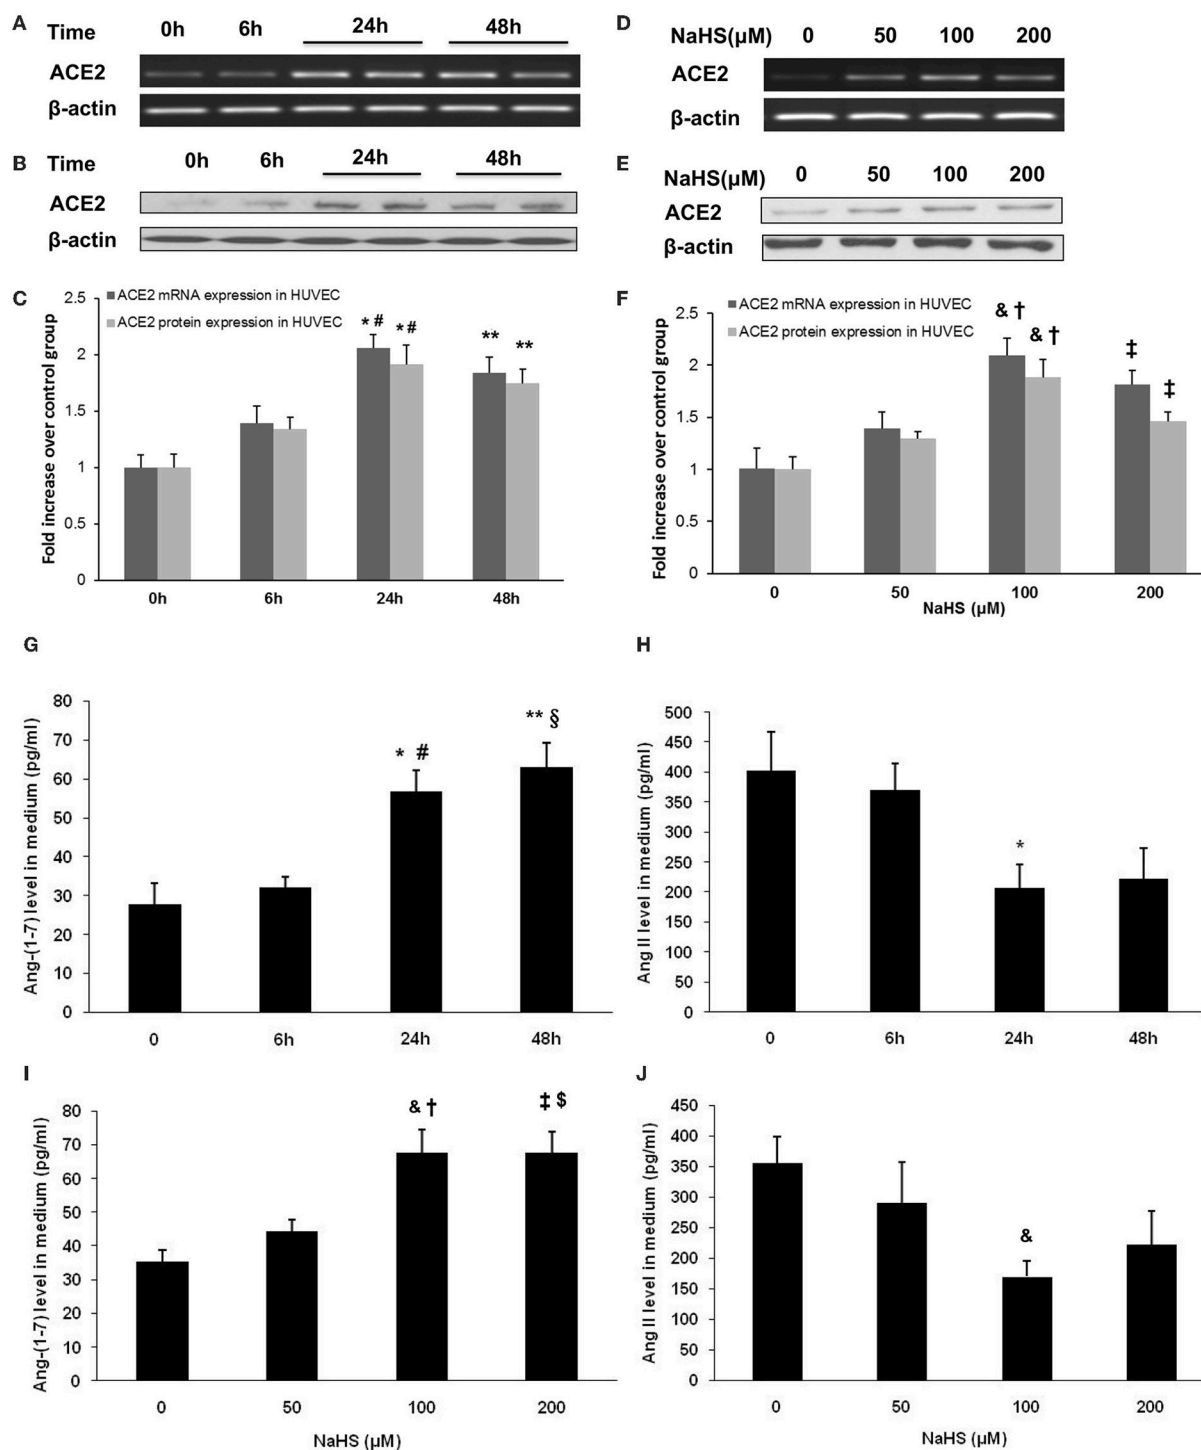 A Time 0h 6h 24h 48h
ACE2
β-actin
B Time 0h 6h 24h 48h
ACE2
β-actin
C
ACE2 mRNA expression in HUVEC
ACE2 protein expression in HUVEC
Fold increase over control group
2.5
2
1.5
1
0.5
0
* # * # ** **
0h 6h 24h 48h
D NaHS(µM) 0 50 100 200
ACE2
β-actin
E NaHS(µM) 0 50 100 200
ACE2
β-actin
F
ACE2 mRNA expression in HUVEC
ACE2 protein expression in HUVEC
Fold increase over control group
2.5
2
1.5
1
0.5
0
& † & † ‡ ‡
0 50 100 200
NaHS (µM)
G
Ang-(1-7) level in medium (pg/ml)
80
70
60
50
40
30
20
10
0
* # ** §
0 6h 24h 48h
H
Ang II level in medium (pg/ml)
500
450
400
350
300
250
200
150
100
50
0
*
0 6h 24h 48h
I
Ang-(1-7) level in medium (pg/ml)
80
70
60
50
40
30
20
10
0
& † ‡ $
0 50 100 200
NaHS (µM)
J
Ang II level in medium (pg/ml)
450
400
350
300
250
200
150
100
50
0
&
0 50 100 200
NaHS (µM)